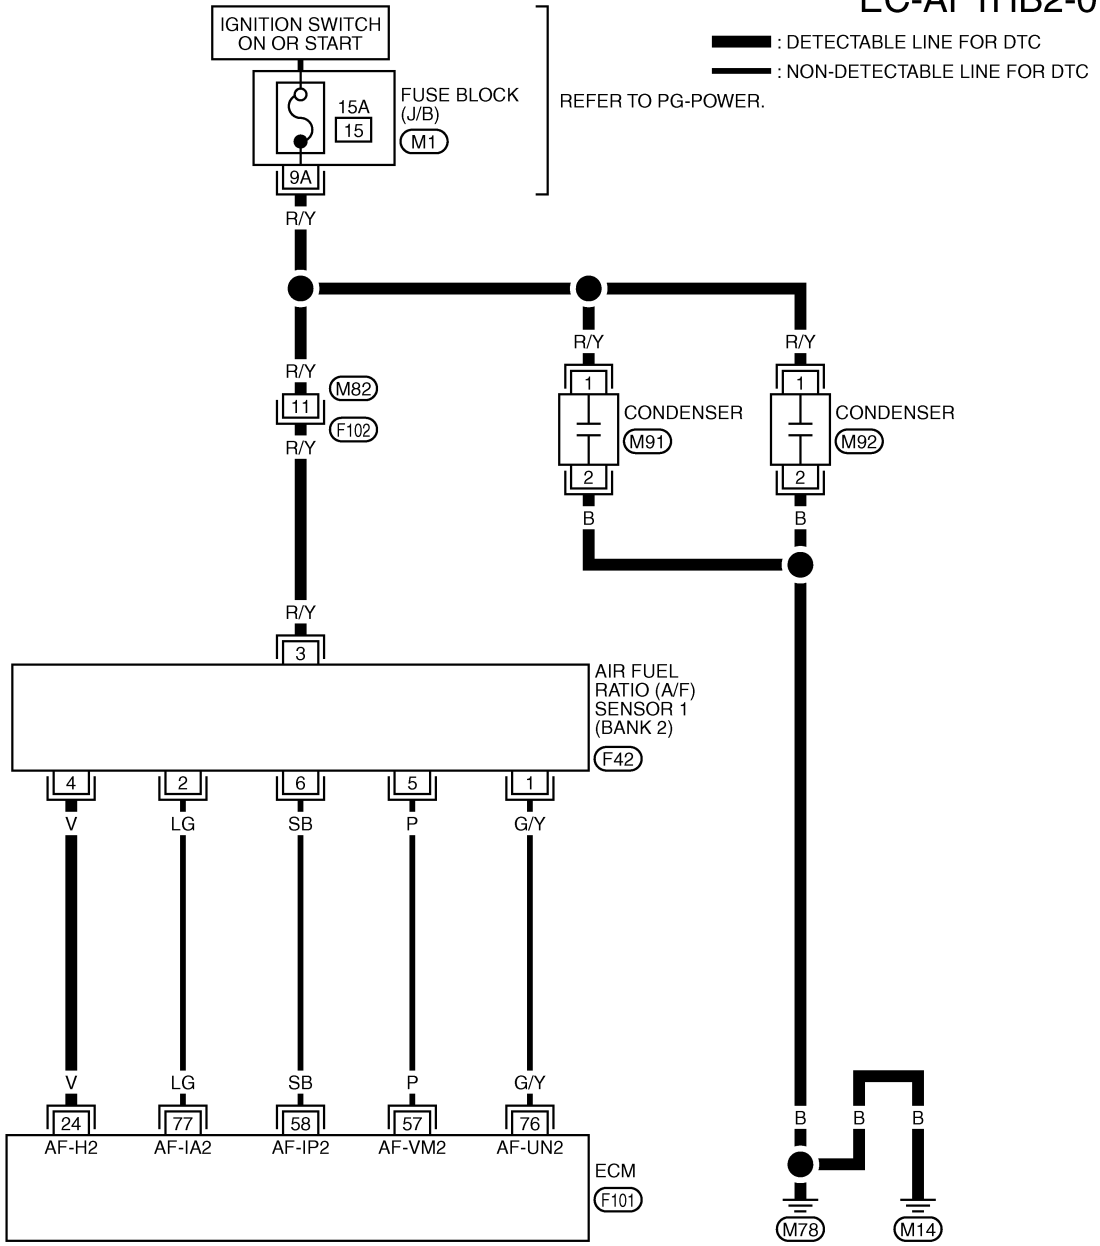 IGNITION SWITCH
ON OR START
: DETECTABLE LINE FOR DTC
: NON-DETECTABLE LINE FOR DTC
FUSE BLOCK
(J/B)
M1
15A
15
REFER TO PG-POWER.
9A
R/Y
R/Y
R/Y
R/Y
M82
11
F102
R/Y
1
1
CONDENSER
M91
CONDENSER
M92
2
2
B
B
R/Y
3
AIR FUEL
RATIO (A/F)
SENSOR 1
(BANK 2)
F42
4
2
6
5
1
V
LG
SB
P
G/Y
V
LG
SB
P
G/Y
24
77
58
57
76
AF-H2
AF-IA2
AF-IP2
AF-VM2
AF-UN2
ECM
F101
B
B
B
M78
M14